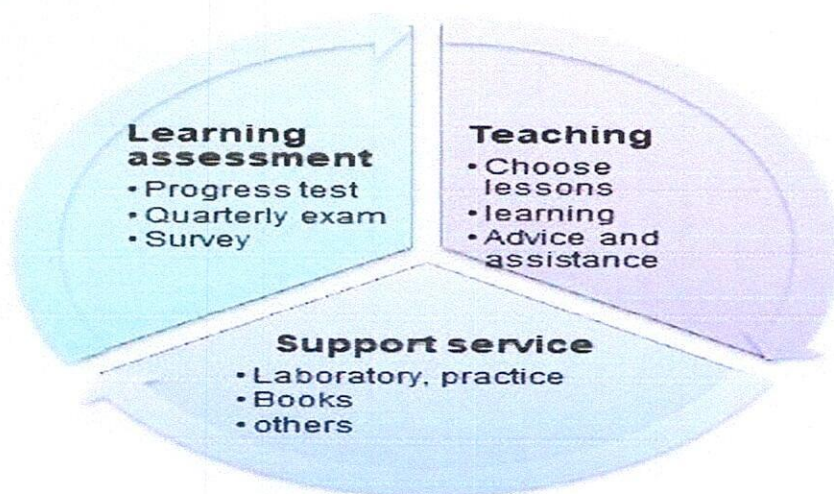 Learning
assessment
• Progress test
• Quarterly exam
• Survey
Teaching
• Choose
lessons
• learning
• Advice and
assistance
Support service
• Laboratory, practice
• Books
• others